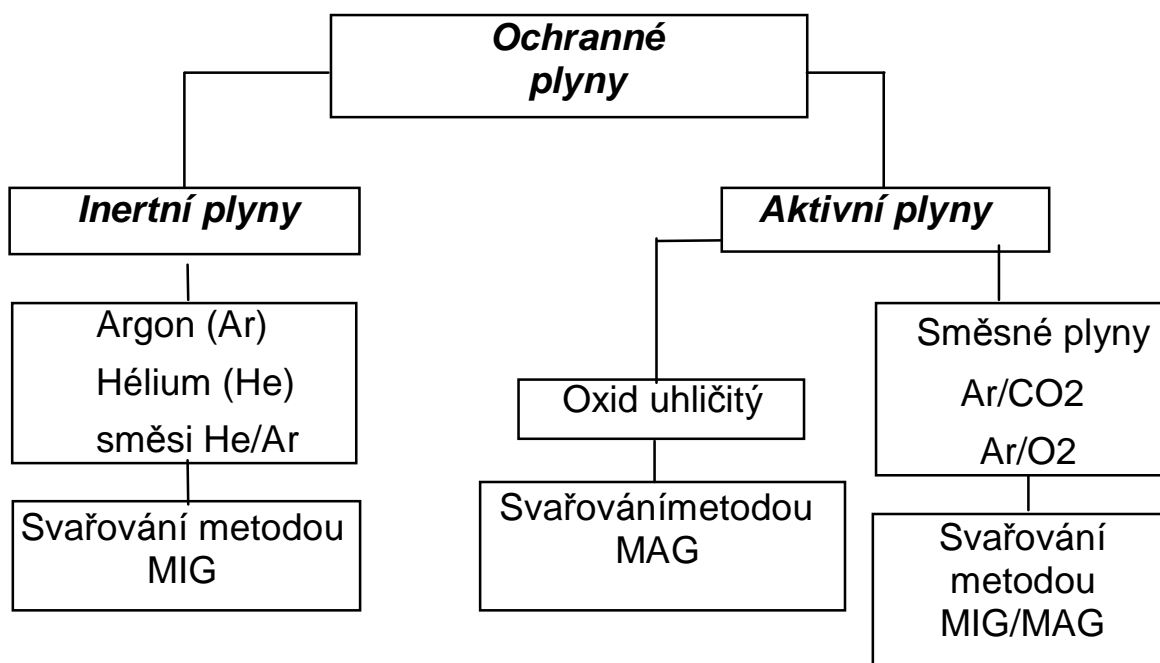 Ochranné
plyny
Inertní plyny
Aktivní plyny
Argon (Ar)
Hélium (He)
směsi He/Ar
Oxid uhličitý
Směsné plyny
Ar/CO2
Ar/O2
Svařování metodou
MIG
Svařovánímetodou
MAG
Svařování
metodou
MIG/MAG